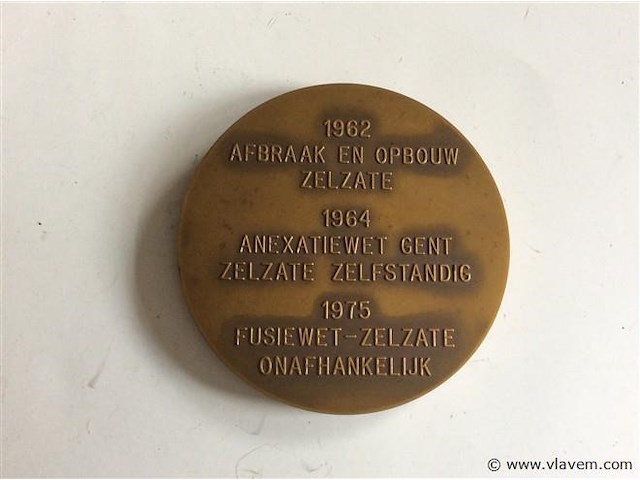 1962
AFBRAAK EN OPBOUW
ZELZATE
1964
ANEXATIEWET GENT
ZELZATE ZELFSTANDIG
1975
FUSIEWET-ZELZATE
ONAFHANKELIJK
© www.vlavem.com